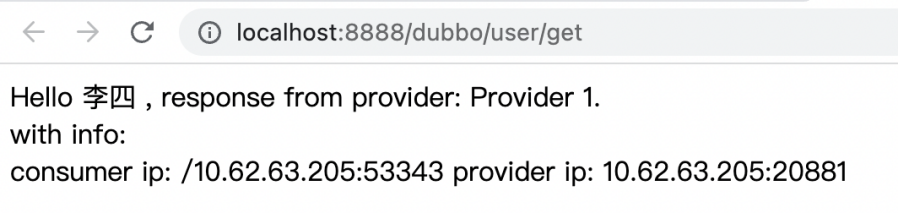 localhost:8888/dubbo/user/get
Hello 李四 , response from provider: Provider 1.
with info:
consumer ip: /10.62.63.205:53343 provider ip: 10.62.63.205:20881